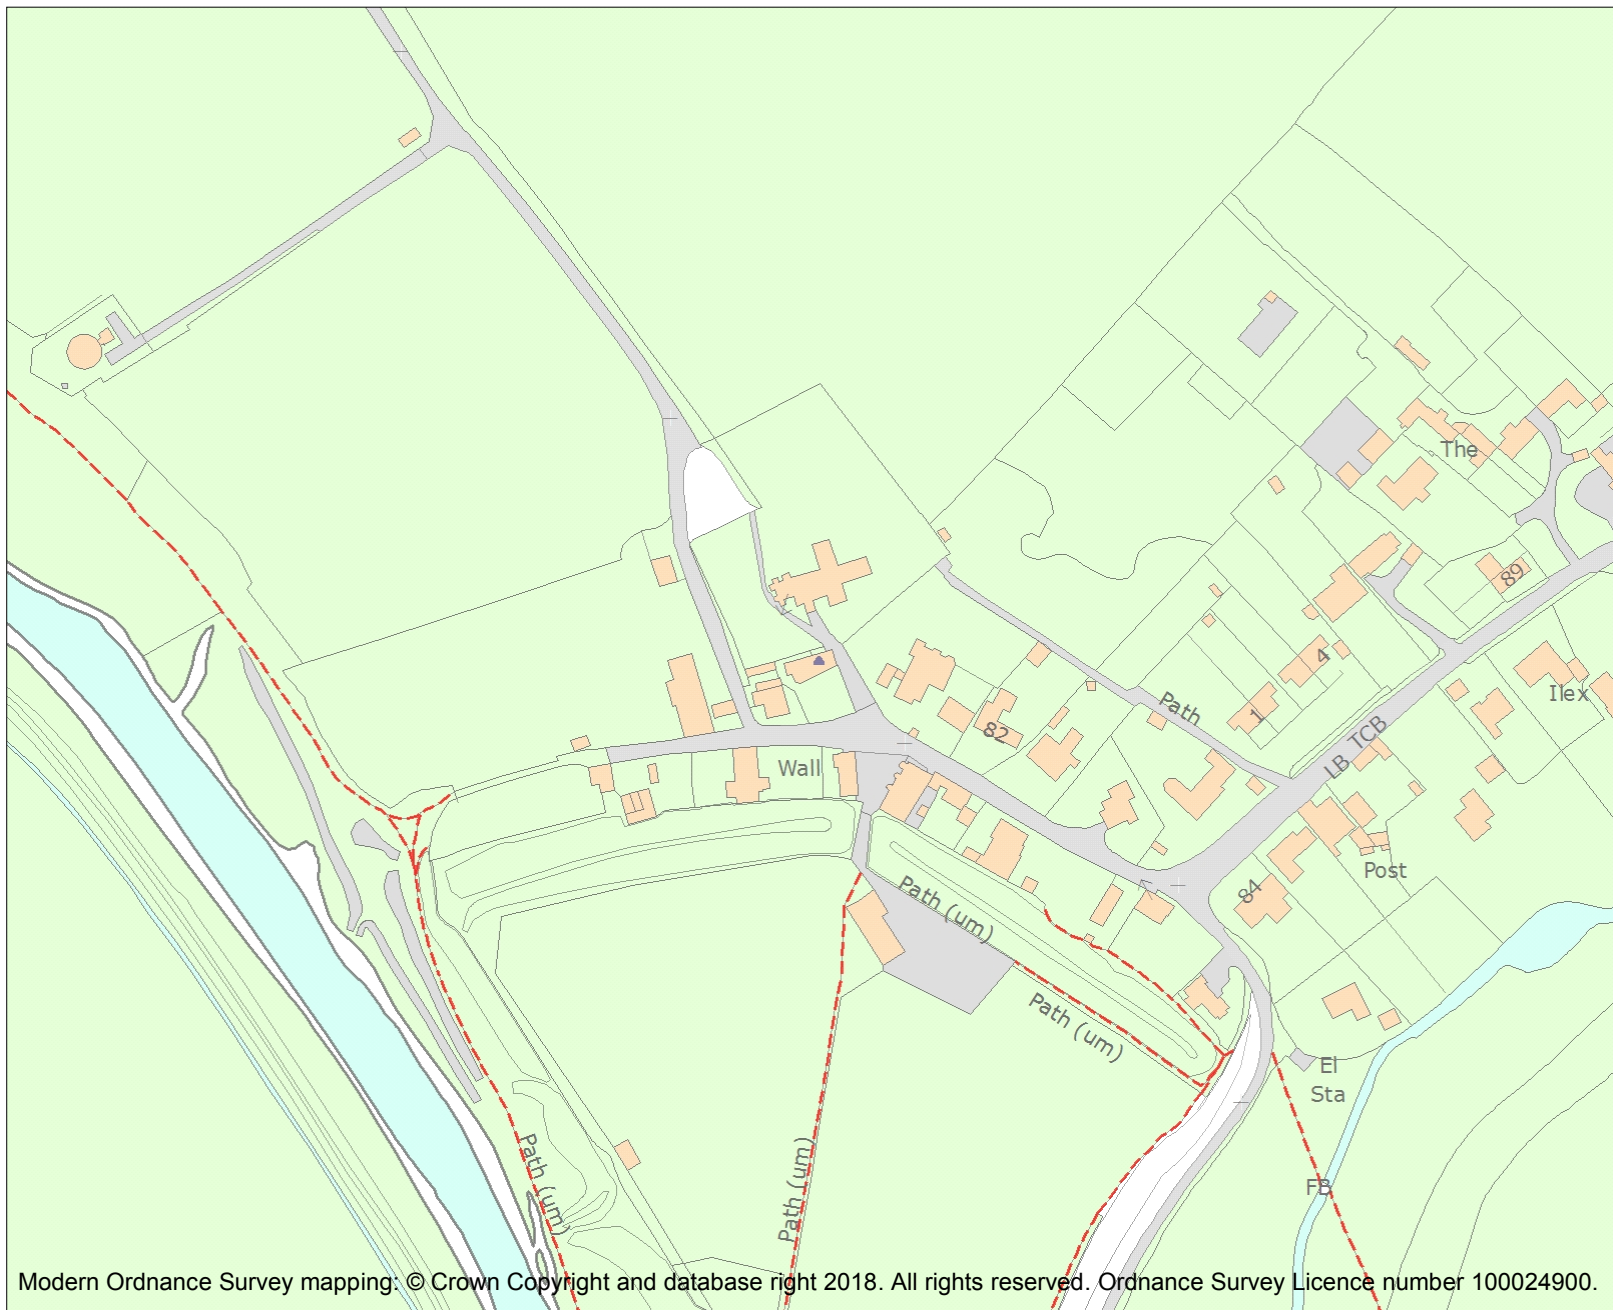 The
89
4
Path
1
Ilex
82
LB TCB
Wall
Post
84
Path (um)
Path (um)
El
Sta
Path (um)
Path (um)
FB
Modern Ordnance Survey mapping: © Crown Copyright and database right 2018. All rights reserved. Ordnance Survey Licence number 100024900.